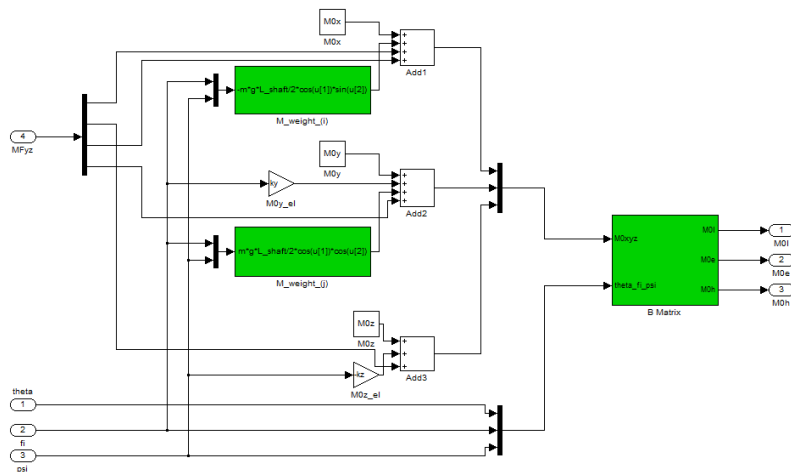 M0x
M0x
+
+
+
+
Add1
-m*g*L_shaft/2*cos(u[1])*sin(u[2])
M_weight_(i)
4
MFyz
M0y
M0y
ky
M0y_el
+
+
+
+
Add2
m*g*L_shaft/2*cos(u[1])*cos(u[2])
M_weight_(j)
M0xyz
theta_fi_psi
M0l
M0e
M0h
B Matrix
1
M0l
2
M0e
3
M0h
M0z
M0z
-kz
M0z_el
+
+
+
Add3
theta
1
2
fi
3
psi